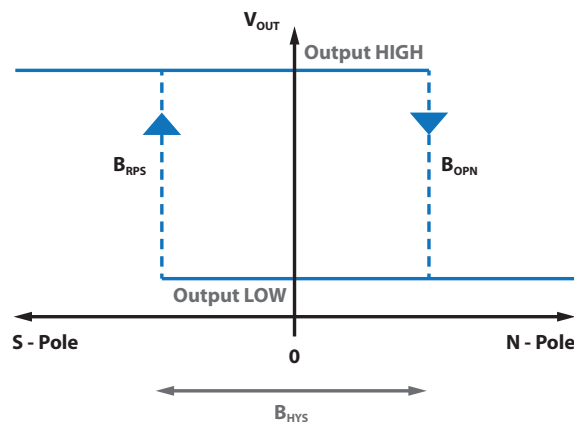 VOUT
Output HIGH
BRPS
BOPN
Output LOW
S - Pole
0
N - Pole
BHYS